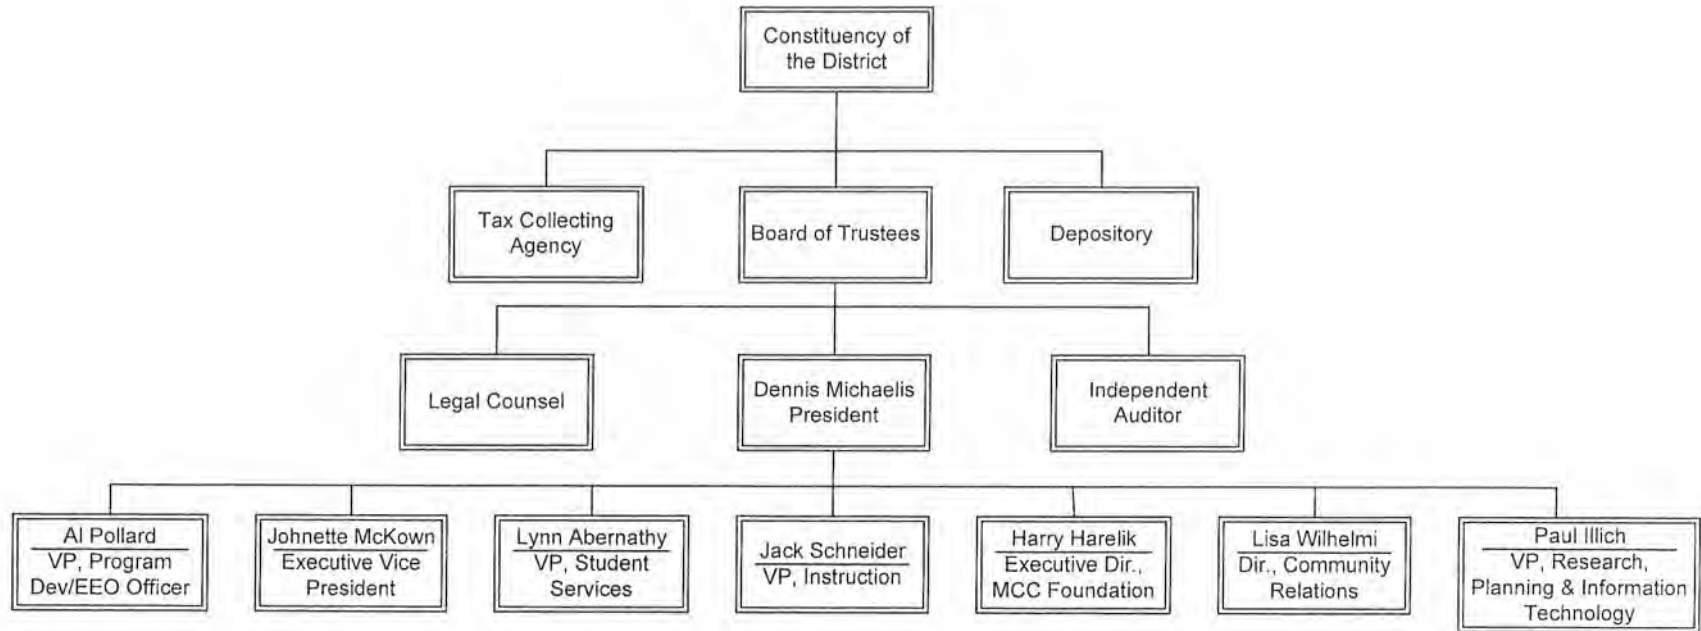 Constituency of
the District
Tax Collecting
Agency
Board of Trustees
Depository
Legal Counsel
Dennis Michaelis
President
Independent
Auditor
Al Pollard
VP, Program
Dev/EEO Officer
Johnette McKown
Executive Vice
President
Lynn Abernathy
VP, Student
Services
Jack Schneider
VP, Instruction
Harry Harelik
Executive Dir.,
MCC Foundation
Lisa Wilhelmi
Dir., Community
Relations
Paul Illich
VP, Research,
Planning & Information
Technology